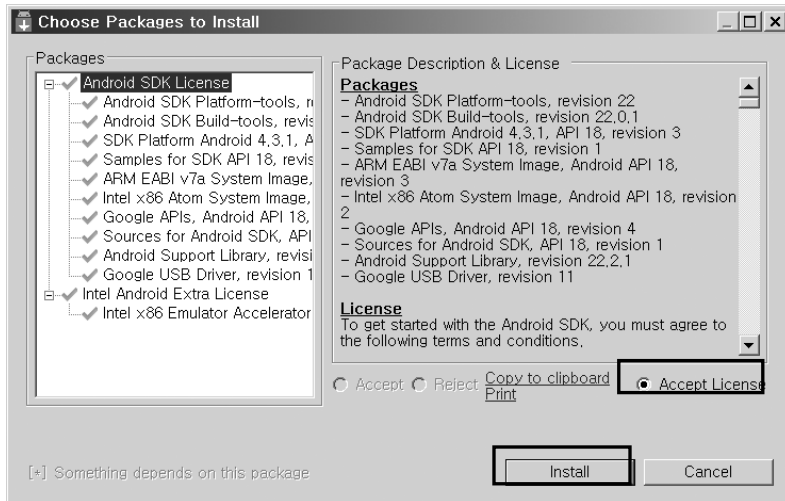 Choose Packages to Install
Packages
Android SDK License
Android SDK Platform-tools,
Android SDK Build-tools,
SDK Platform Android 4.3.1,
Samples for SDK API 18,
ARM EABI v7a System Image,
Intel x86 Atom System Image,
Google APIs, Android API 18,
Sources for Android SDK, API
Android Support Library,
Google USB Driver, revision 1
Intel Android Extra License
Intel x86 Emulator Accelerator
Package Description & License
Packages
- Android SDK Platform-tools, revision 22
- Android SDK Build-tools, revision 22.0.1
- SDK Platform Android 4.3.1, API 18, revision 3
- Samples for SDK API 18, revision 1
- ARM EABI v7a System Image, Android API 18,
revision 3
- Intel x86 Atom System Image, Android API 18, revision
2
- Google APIs, Android API 18, revision 4
- Sources for Android SDK, API 18, revision 1
- Android Support Library, revision 22.2.1
- Google USB Driver, revision 11
License
To get started with the Android SDK, you must agree to
the following terms and conditions.
Accept Reject Copy to clipboard Accept License
Print
[*] Something depends on this package
Install Cancel